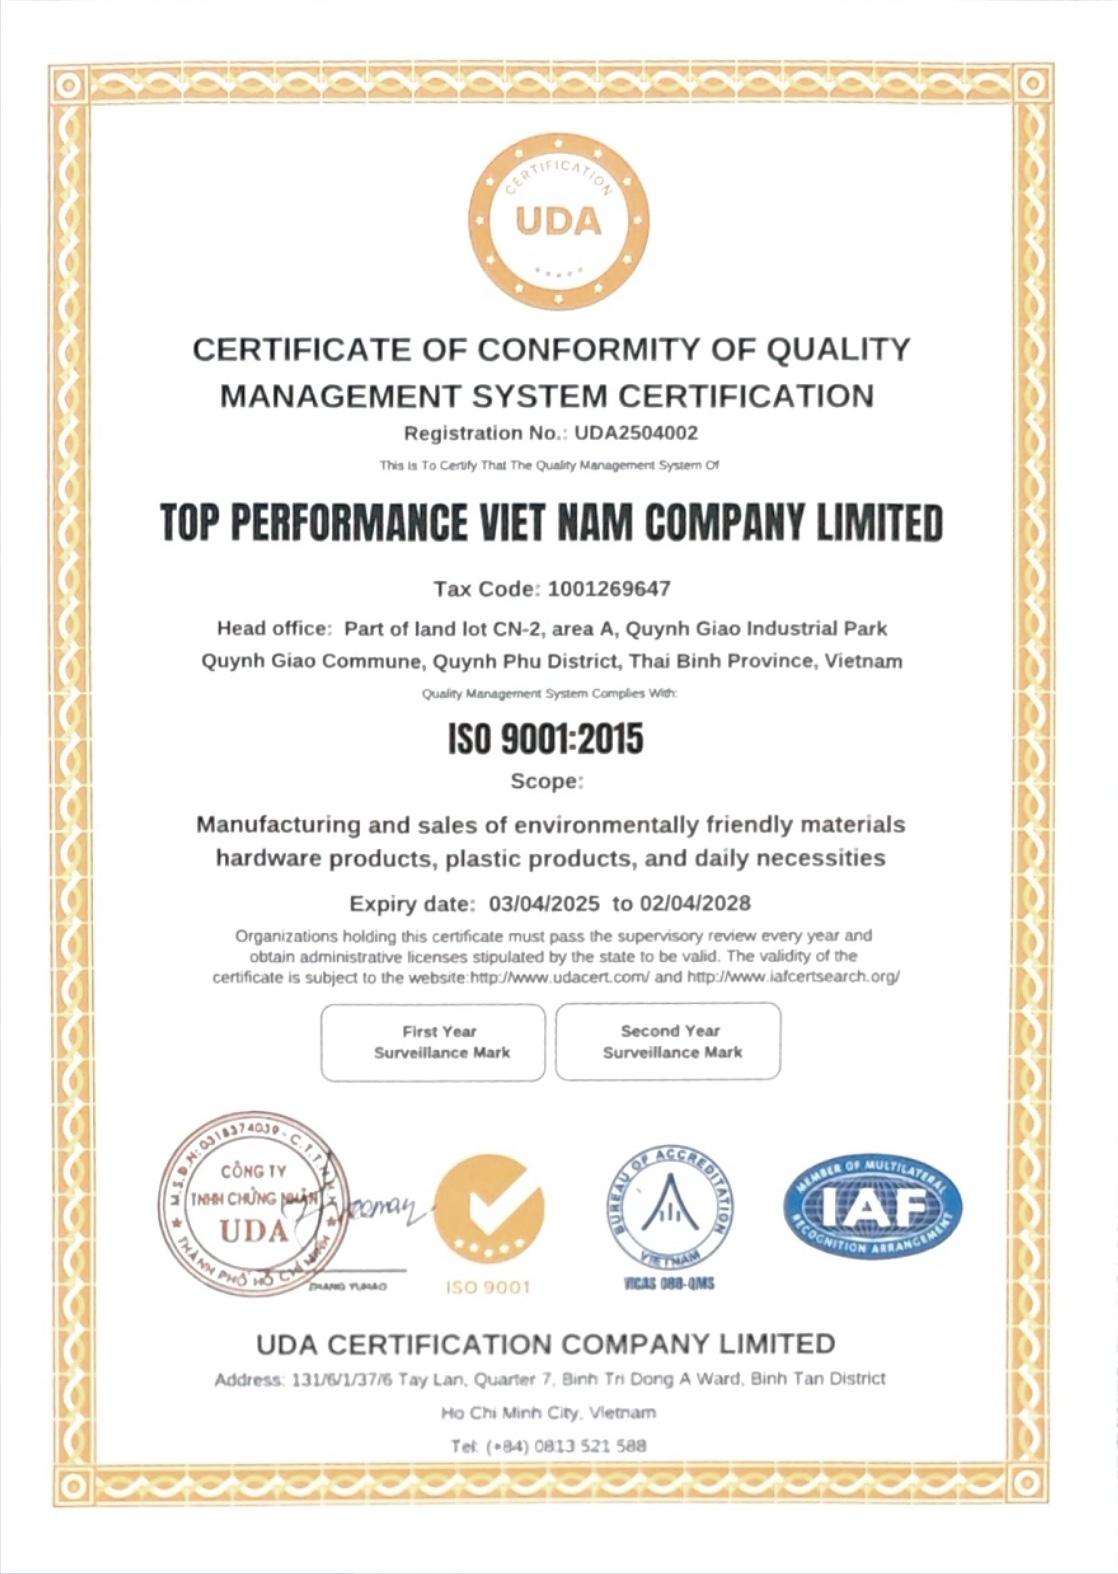 CERTIFICATION
UDA
CERTIFICATE OF CONFORMITY OF QUALITY
MANAGEMENT SYSTEM CERTIFICATION
Registration No.: UDA2504002
This Is To Certify That The Quality Management System Of
TOP PERFORMANCE VIET NAM COMPANY LIMITED
Tax Code: 1001269647
Head office: Part of land lot CN-2, area A, Quynh Giao Industrial Park
Quynh Giao Commune, Quynh Phu District, Thai Binh Province, Vietnam
Quality Management System Complies With:
ISO 9001:2015
Scope:
Manufacturing and sales of environmentally friendly materials
hardware products, plastic products, and daily necessities
Expiry date: 03/04/2025 to 02/04/2028
Organizations holding this certificate must pass the supervisory review every year and
obtain administrative licenses stipulated by the state to be valid. The validity of the
certificate is subject to the website:http://www.udacert.com/ and http://www.iafcertsearch.org/
First Year
Surveillance Mark
Second Year
Surveillance Mark
M.S.D.N: 0318374039 - C.T.T.N.H.H
CÔNG TY
TNHH CHỨNG NHẬN
UDA
THÀNH PHỐ HỒ CHÍ MINH
ZHANG YUMAO
ISO 9001
BUREAU OF ACCREDITATION
VIETNAM
VICAS 088-QMS
MEMBER OF MULTILATERAL
IAF
RECOGNITION ARRANGEMENT
UDA CERTIFICATION COMPANY LIMITED
Address: 131/6/1/37/6 Tay Lan, Quarter 7, Binh Tri Dong A Ward, Binh Tan District
Ho Chi Minh City, Vietnam
Tel: (+84) 0813 521 588